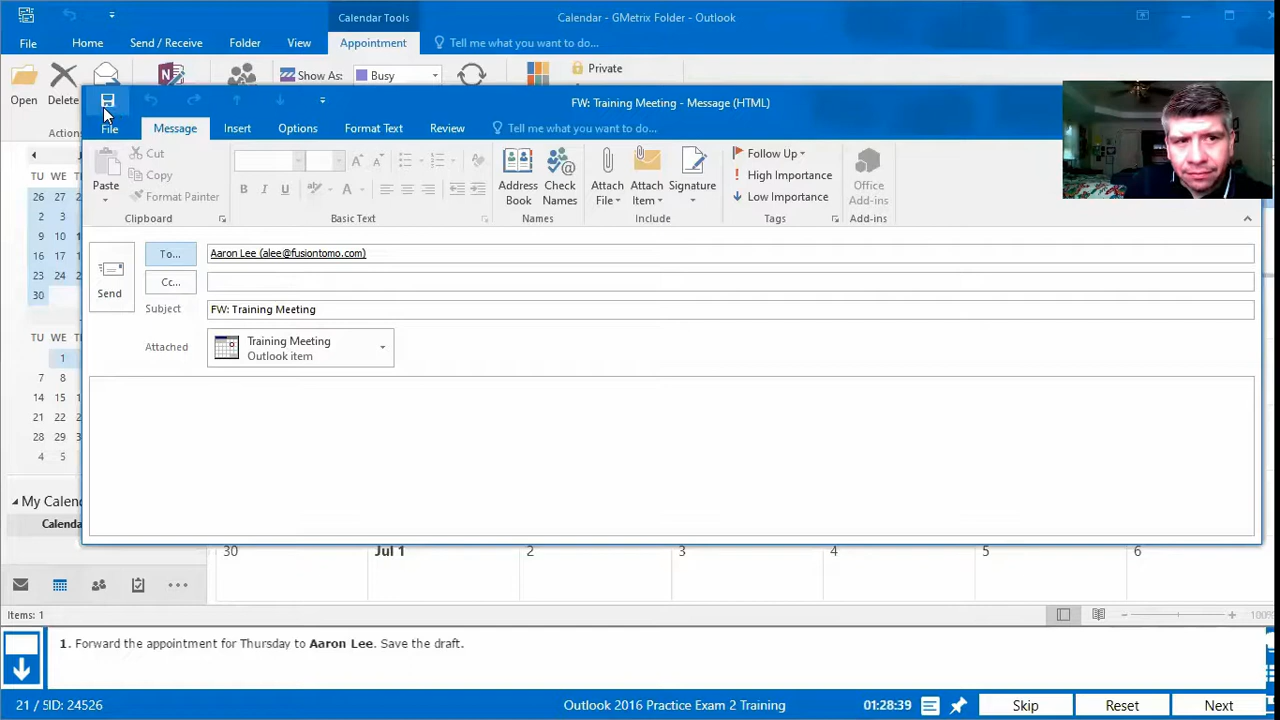 Calendar Tools
Calendar - GMetrix Folder - Outlook
File Home Send / Receive Folder View Appointment Tell me what you want to do...
Show As: Busy Private
Open Delete
Actions
FW: Training Meeting - Message (HTML)
File Message Insert Options Format Text Review Tell me what you want to do...
Paste Cut Copy Format Painter
B I U A
Address Book Check Names
Attach File Attach Item Signature
Follow Up High Importance Low Importance
Office Add-ins
Clipboard Basic Text Names Include Tags Add-ins
TU WE
26 27
2 3
9 10
16 17
23 24
30
Send
To... Aaron Lee (alee@fusiontomo.com)
Cc...
Subject FW: Training Meeting
Attached Training Meeting
Outlook item
TU WE
1
7 8
14 15
21 22
28 29
4 5
My Calen
Calenda
30 Jul 1 2 3 4 5 6
Items: 1
100%
1. Forward the appointment for Thursday to Aaron Lee. Save the draft.
21 / SID: 24526 Outlook 2016 Practice Exam 2 Training 01:28:39 Skip Reset Next